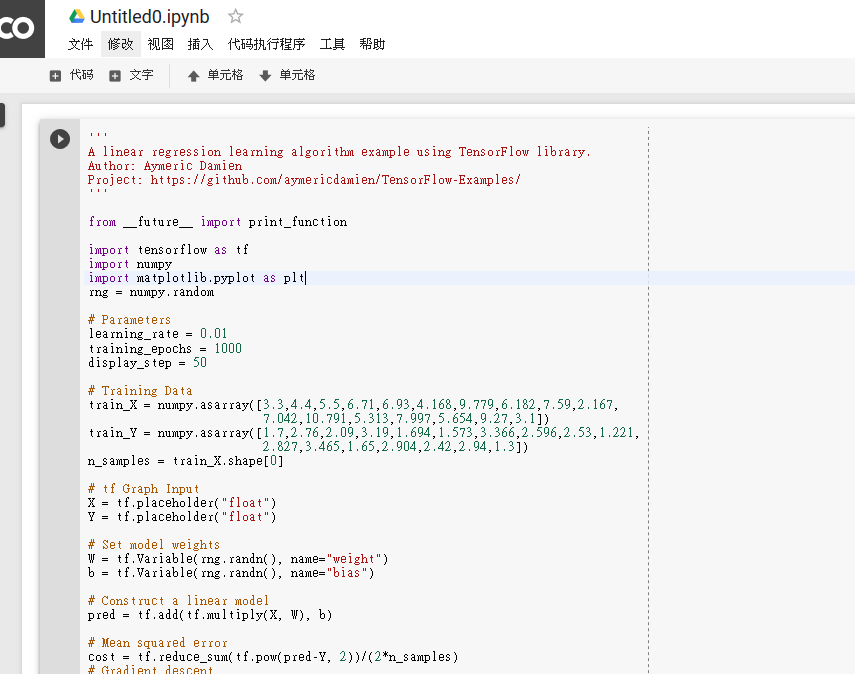 CO Untitled0.ipynb
文件 修改 视图 插入 代码执行程序 工具 帮助
代码 文字 单元格 单元格
'''
A linear regression learning algorithm example using TensorFlow library.
Author: Aymeric Damien
Project: https://github.com/aymericdamien/TensorFlow-Examples/
'''
from __future__ import print_function
import tensorflow as tf
import numpy
import matplotlib.pyplot as plt
rng = numpy.random
# Parameters
learning_rate = 0.01
training_epochs = 1000
display_step = 50
# Training Data
train_X = numpy.asarray([3.3,4.4,5.5,6.71,6.93,4.168,9.779,6.182,7.59,2.167,
7.042,10.791,5.313,7.997,5.654,9.27,3.1])
train_Y = numpy.asarray([1.7,2.76,2.09,3.19,1.694,1.573,3.366,2.596,2.53,1.221,
2.827,3.465,1.65,2.904,2.42,2.94,1.3])
n_samples = train_X.shape[0]
# tf Graph Input
X = tf.placeholder("float")
Y = tf.placeholder("float")
# Set model weights
W = tf.Variable(rng.randn(), name="weight")
b = tf.Variable(rng.randn(), name="bias")
# Construct a linear model
pred = tf.add(tf.multiply(X, W), b)
# Mean squared error
cost = tf.reduce_sum(tf.pow(pred-Y, 2))/(2*n_samples)
# Gradient descent